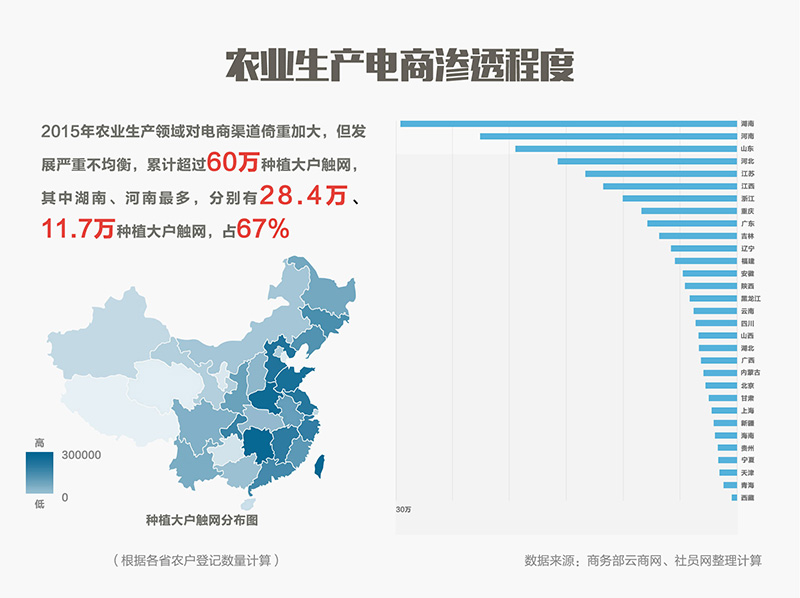 农业生产电商渗透程度
2015年农业生产领域对电商渠道倚重加大，但发
展严重不均衡，累计超过60万种植大户触网，
其中湖南、河南最多，分别有28.4万、
11.7万种植大户触网，占67%
高
300000
0
低
种植大户触网分布图
（根据各省农户登记数量计算）
湖南
河南
山东
河北
江苏
江西
浙江
重庆
广东
吉林
辽宁
福建
安徽
陕西
黑龙江
云南
四川
山西
湖北
广西
内蒙古
北京
甘肃
上海
新疆
海南
贵州
宁夏
天津
青海
西藏
30万
数据来源：商务部云商网、社员网整理计算